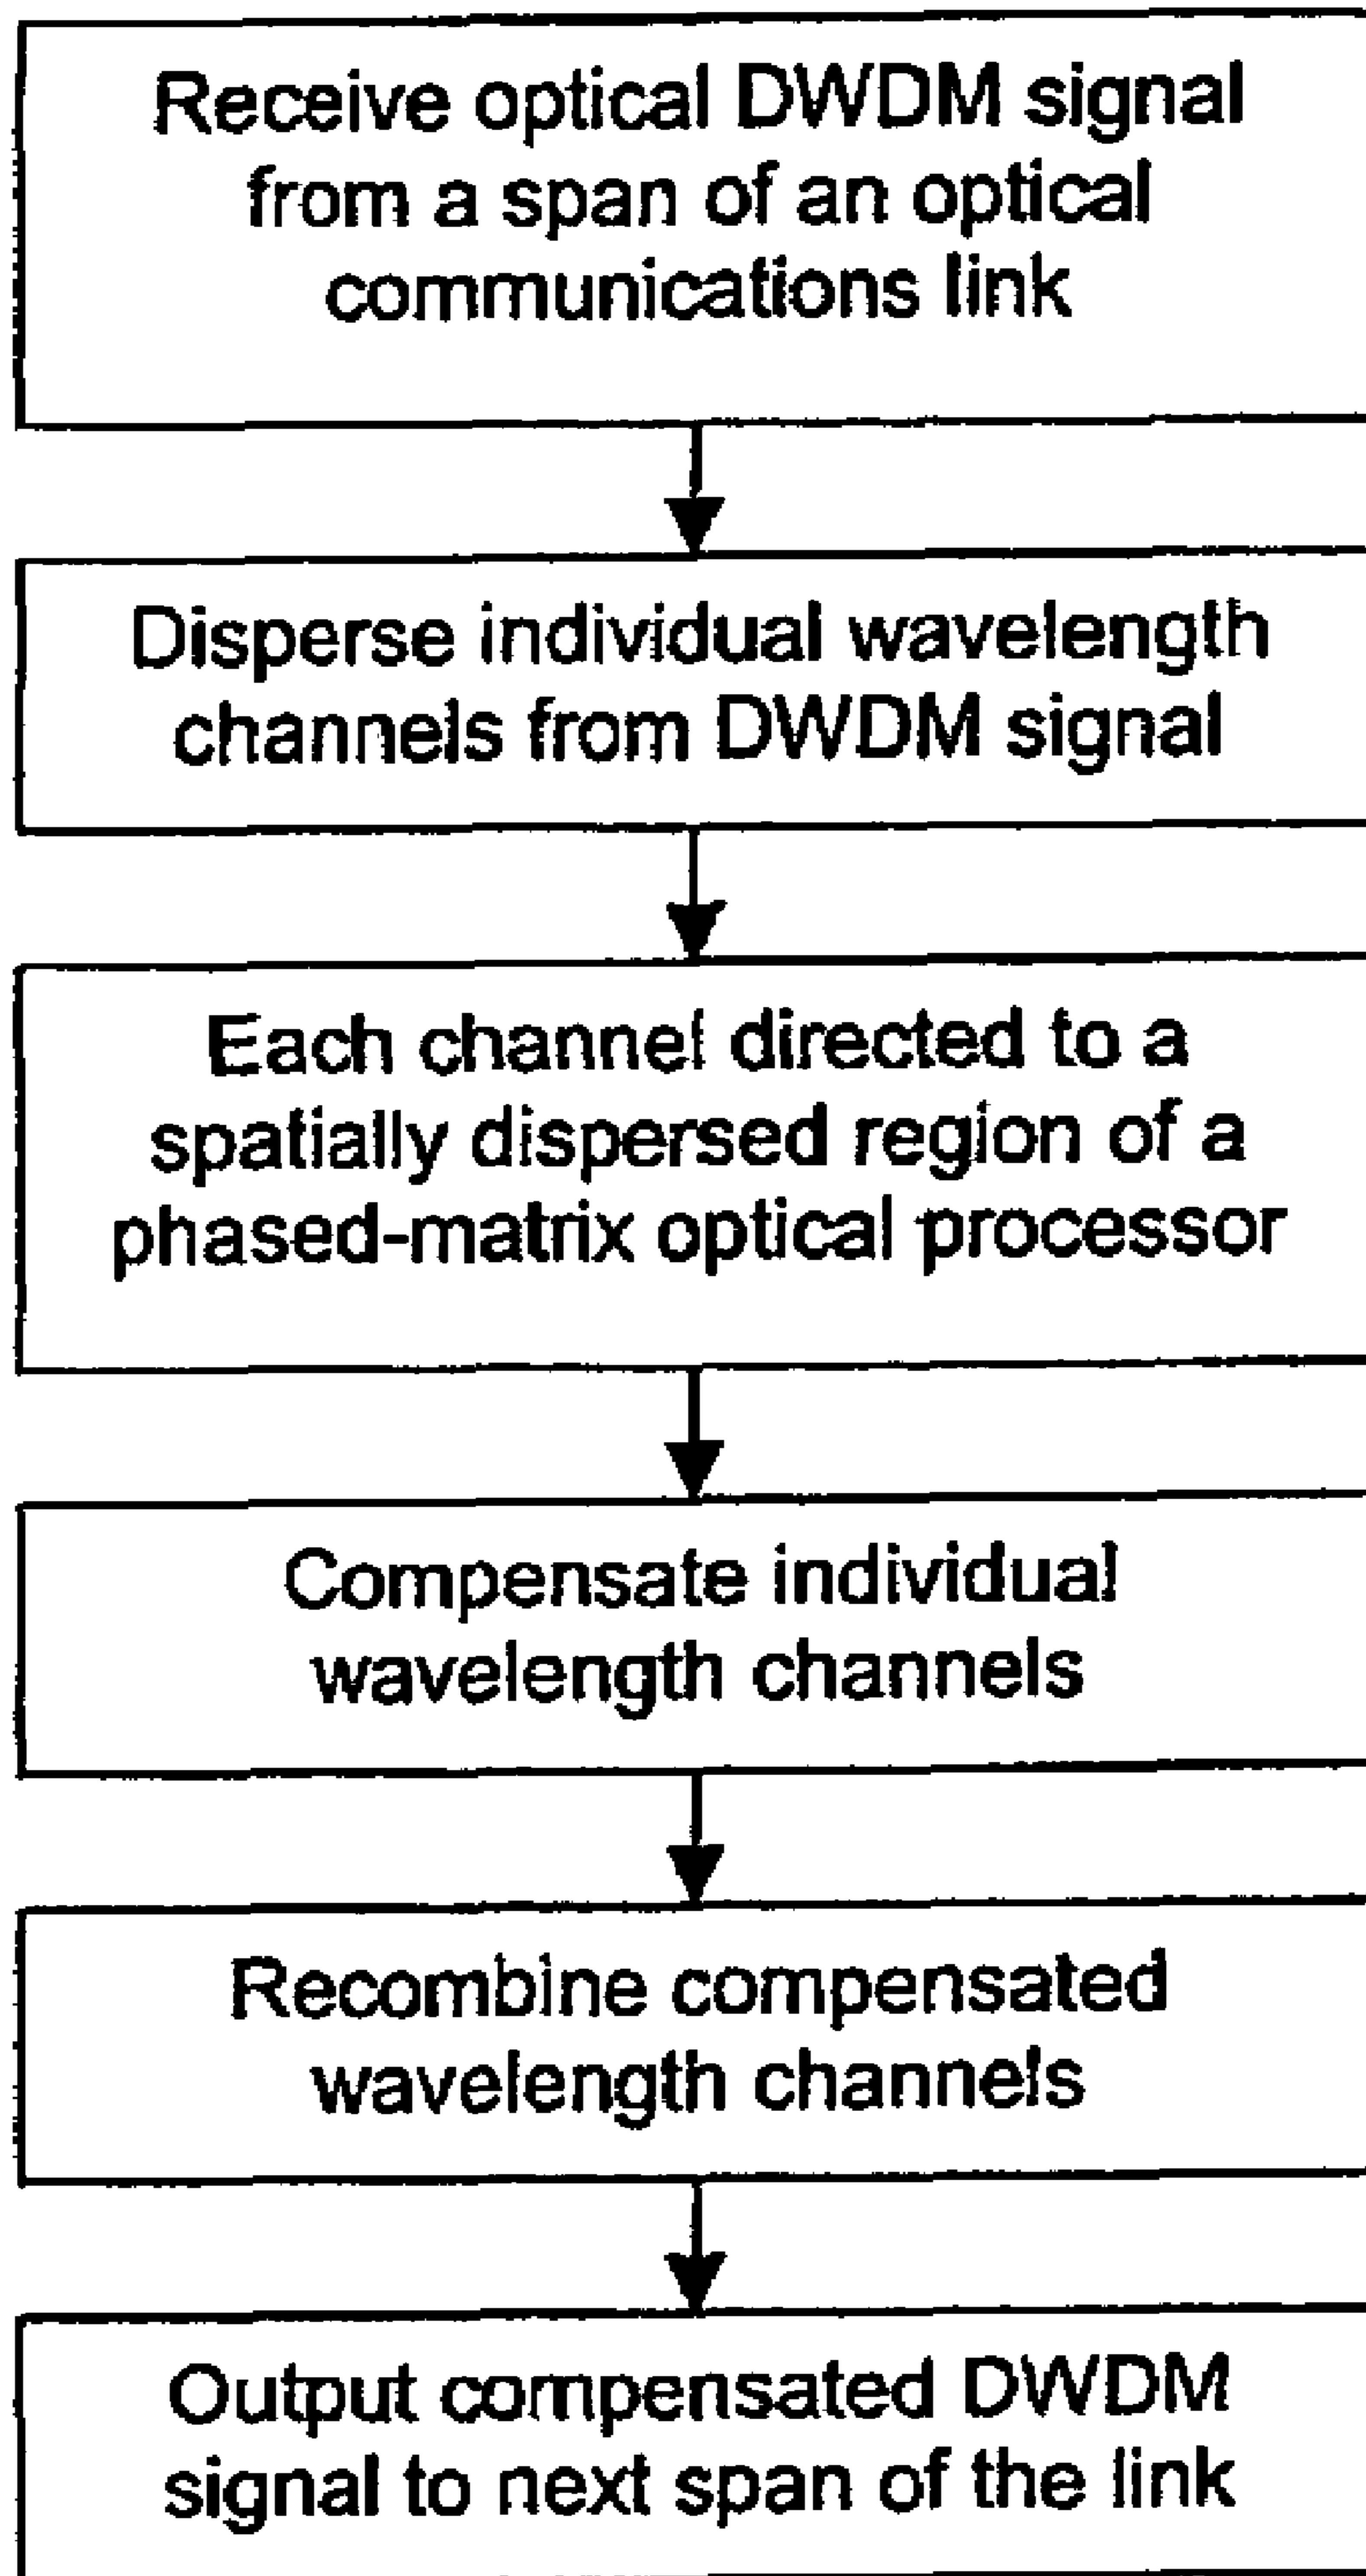 Receive optical DWDM signal
from a span of an optical
communications link
Disperse individual wavelength
channels from DWDM signal
Each channel directed to a
spatially dispersed region of a
phased-matrix optical processor
Compensate individual
wavelength channels
Recombine compensated
wavelength channels
Output compensated DWDM
signal to next span of the link